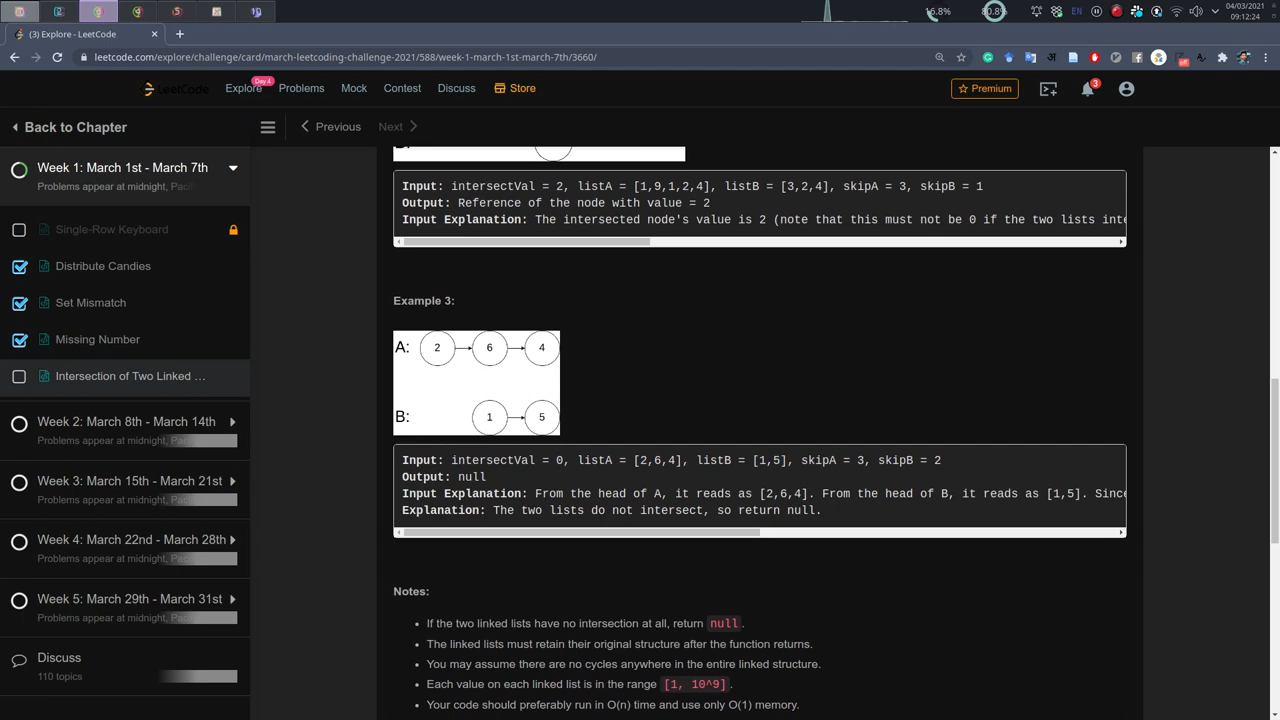 16.8%
80.8%
EN
04/03/2021
09:12:24
(3) Explore - LeetCode
leetcode.com/explore/challenge/card/march-leetcoding-challenge-2021/588/week-1-march-1st-march-7th/3660/
LeetCode Explore Day 4 Problems Mock Contest Discuss Store Premium 3
Back to Chapter
Previous Next
Week 1: March 1st - March 7th
Problems appear at midnight,
Single-Row Keyboard
Distribute Candies
Set Mismatch
Missing Number
Intersection of Two Linked ...
Week 2: March 8th - March 14th
Problems appear at midnight,
Week 3: March 15th - March 21st
Problems appear at midnight,
Week 4: March 22nd - March 28th
Problems appear at midnight,
Week 5: March 29th - March 31st
Problems appear at midnight,
Discuss
110 topics
Input: intersectVal = 2, listA = [1,9,1,2,4], listB = [3,2,4], skipA = 3, skipB = 1
Output: Reference of the node with value = 2
Input Explanation: The intersected node's value is 2 (note that this must not be 0 if the two lists inte
Example 3:
A: 2 6 4
B: 1 5
Input: intersectVal = 0, listA = [2,6,4], listB = [1,5], skipA = 3, skipB = 2
Output: null
Input Explanation: From the head of A, it reads as [2,6,4]. From the head of B, it reads as [1,5]. Since
Explanation: The two lists do not intersect, so return null.
Notes:
If the two linked lists have no intersection at all, return null.
The linked lists must retain their original structure after the function returns.
You may assume there are no cycles anywhere in the entire linked structure.
Each value on each linked list is in the range [1, 10^9].
Your code should preferably run in O(n) time and use only O(1) memory.